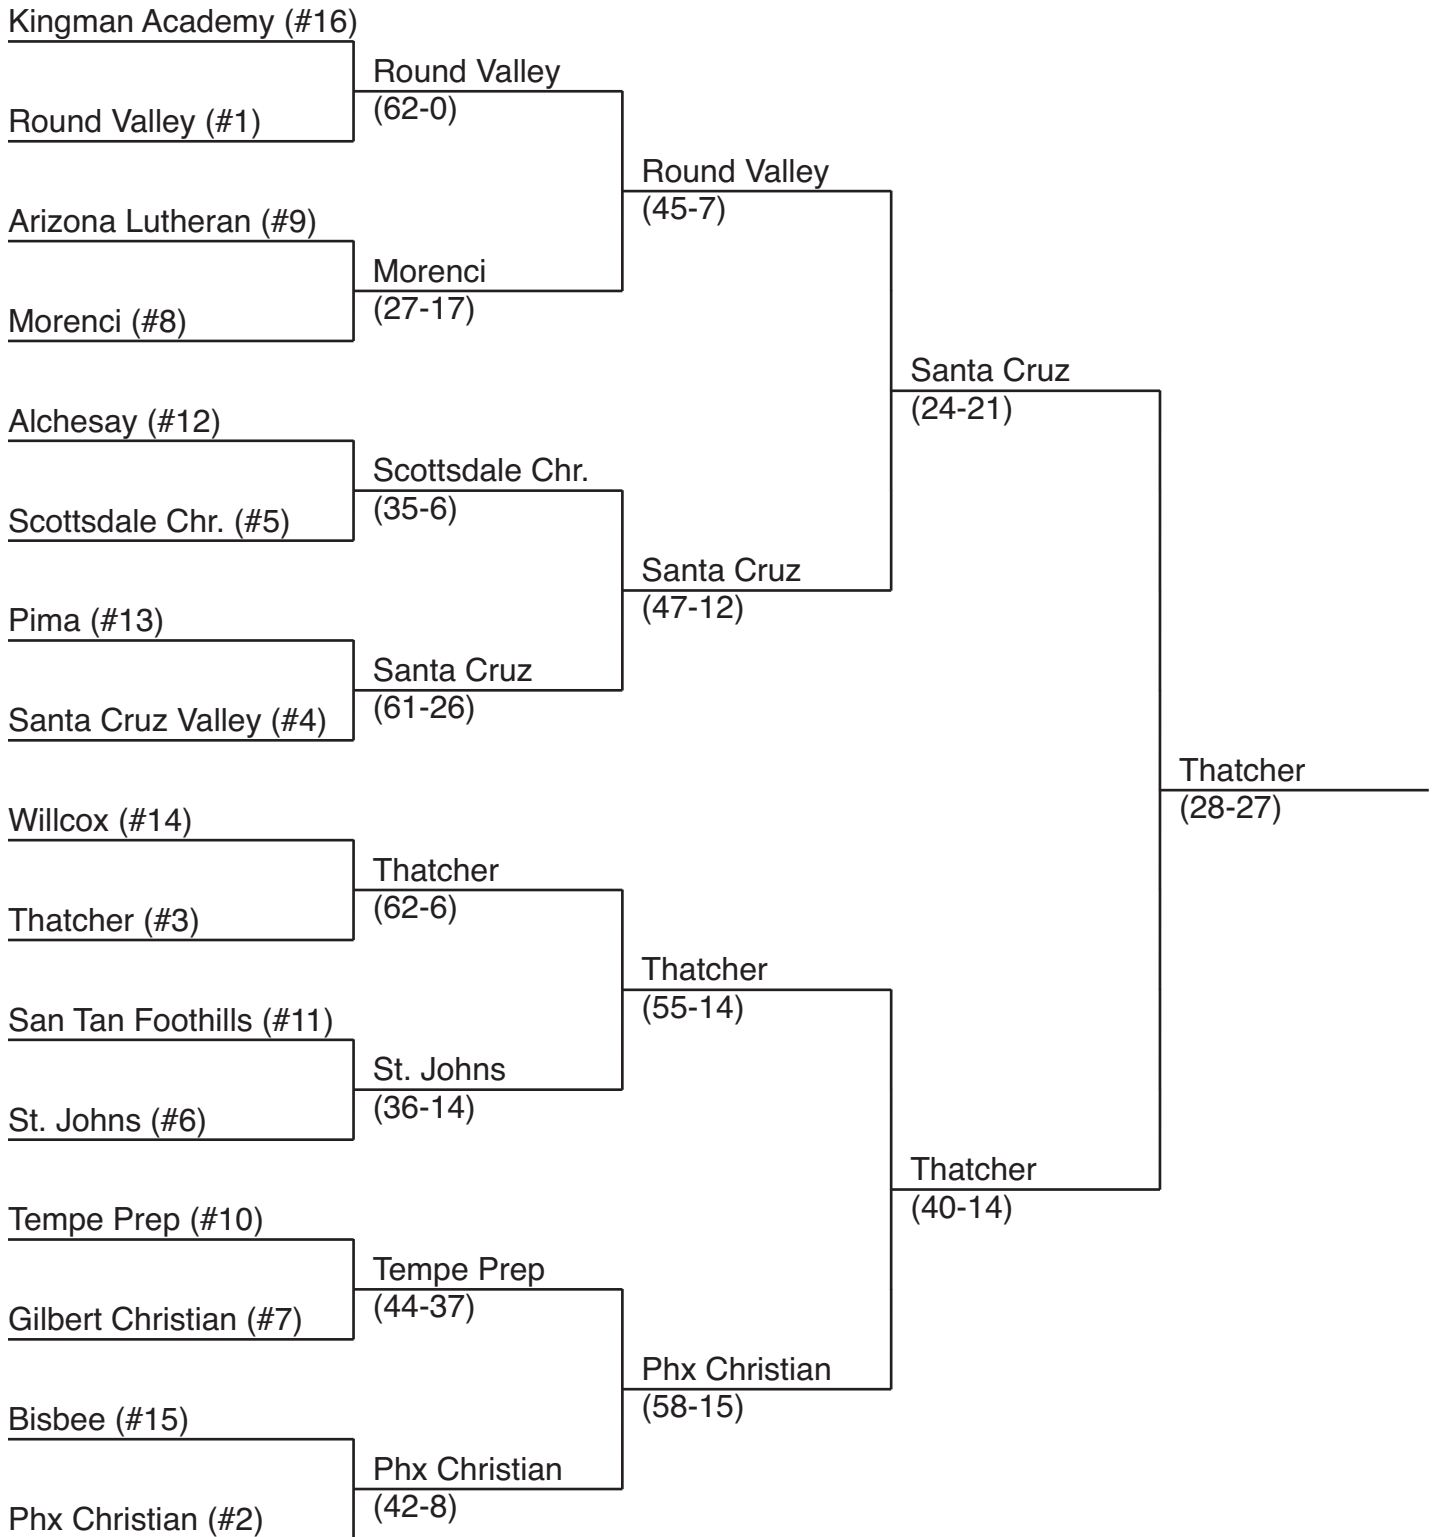 Kingman Academy (#16)
Round Valley
(62-0)
Round Valley (#1)
Round Valley
(45-7)
Arizona Lutheran (#9)
Morenci
(27-17)
Morenci (#8)
Santa Cruz
(24-21)
Alchesay (#12)
Scottsdale Chr.
(35-6)
Scottsdale Chr. (#5)
Santa Cruz
(47-12)
Pima (#13)
Santa Cruz
(61-26)
Santa Cruz Valley (#4)
Thatcher
(28-27)
Willcox (#14)
Thatcher
(62-6)
Thatcher (#3)
Thatcher
(55-14)
San Tan Foothills (#11)
St. Johns
(36-14)
St. Johns (#6)
Thatcher
(40-14)
Tempe Prep (#10)
Tempe Prep
(44-37)
Gilbert Christian (#7)
Phx Christian
(58-15)
Bisbee (#15)
Phx Christian
(42-8)
Phx Christian (#2)